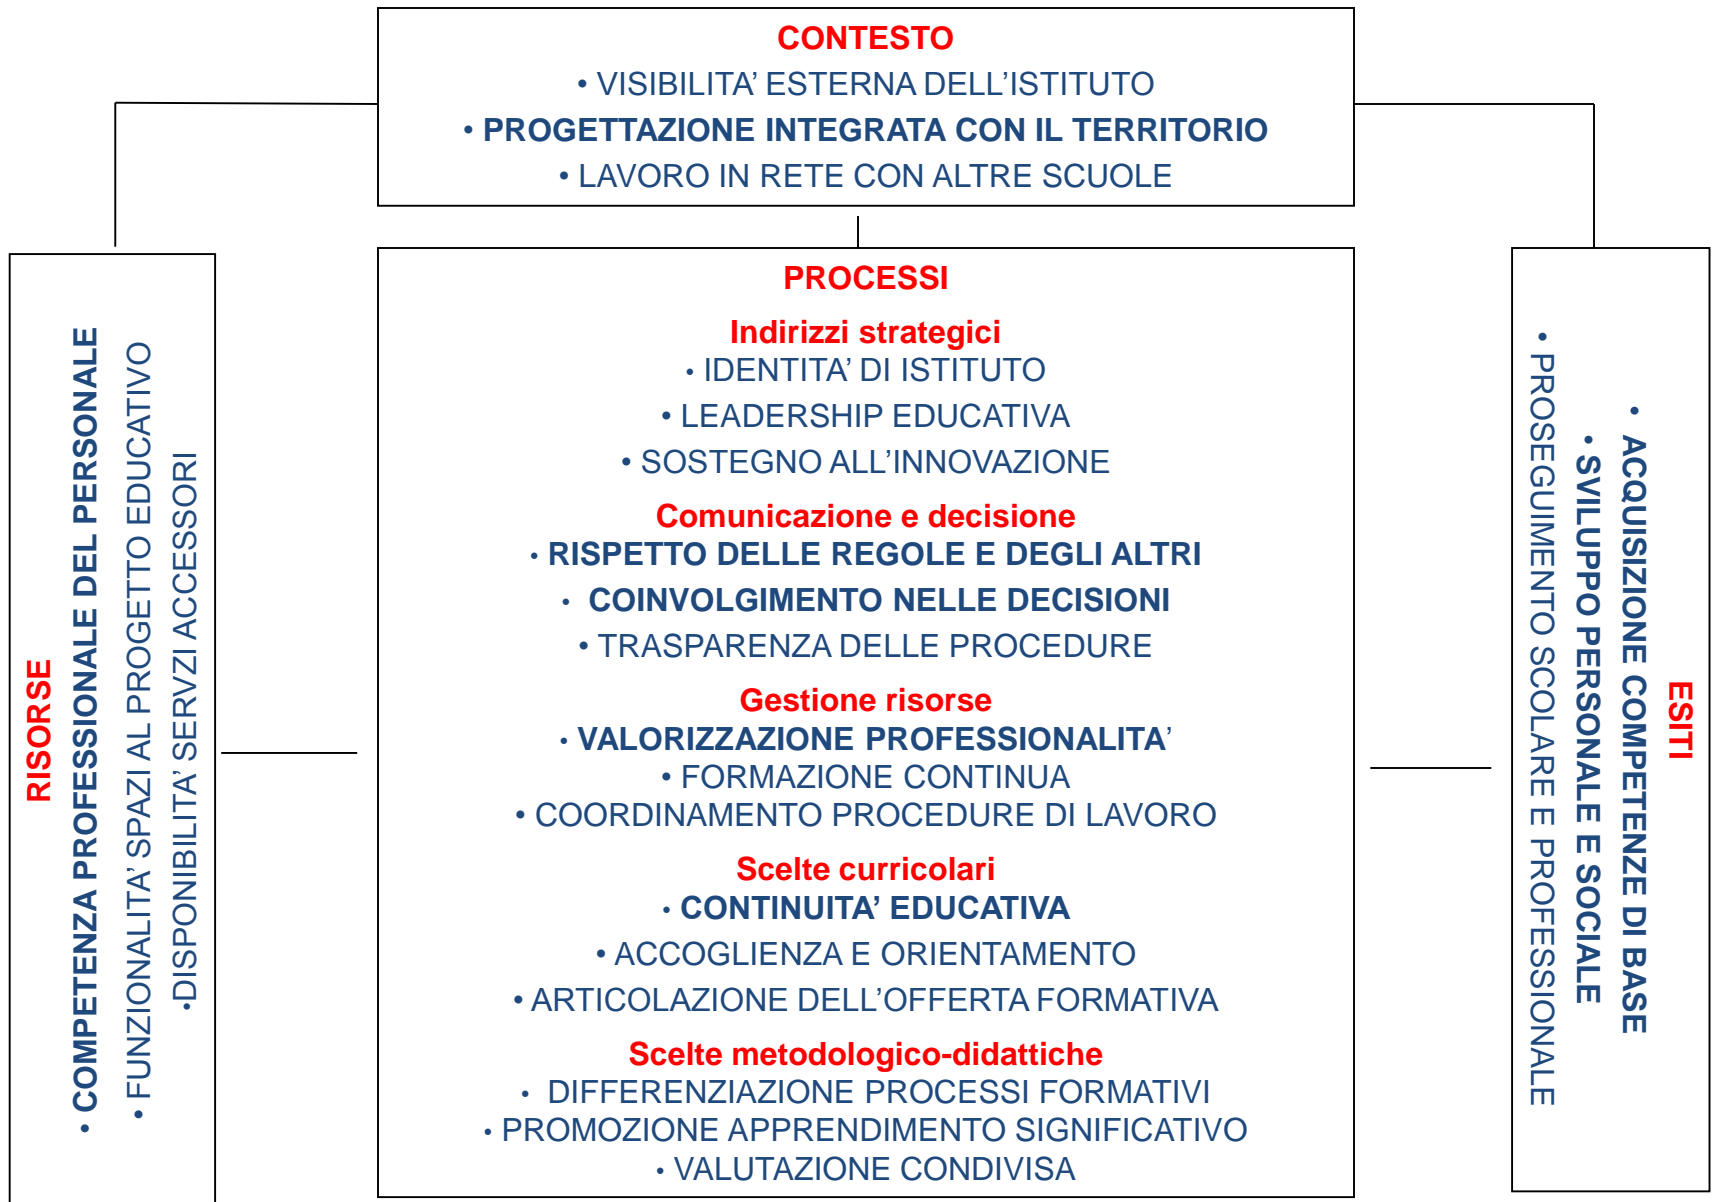 CONTESTO
• VISIBILITA’ ESTERNA DELL’ISTITUTO
• PROGETTAZIONE INTEGRATA CON IL TERRITORIO
• LAVORO IN RETE CON ALTRE SCUOLE
RISORSE
• COMPETENZA PROFESSIONALE DEL PERSONALE
• FUNZIONALITA’ SPAZI AL PROGETTO EDUCATIVO
•DISPONIBILITA’ SERVZI ACCESSORI
PROCESSI
Indirizzi strategici
• IDENTITA’ DI ISTITUTO
• LEADERSHIP EDUCATIVA
• SOSTEGNO ALL’INNOVAZIONE
Comunicazione e decisione
• RISPETTO DELLE REGOLE E DEGLI ALTRI
• COINVOLGIMENTO NELLE DECISIONI
• TRASPARENZA DELLE PROCEDURE
Gestione risorse
• VALORIZZAZIONE PROFESSIONALITA’
• FORMAZIONE CONTINUA
• COORDINAMENTO PROCEDURE DI LAVORO
Scelte curricolari
• CONTINUITA’ EDUCATIVA
• ACCOGLIENZA E ORIENTAMENTO
• ARTICOLAZIONE DELL’OFFERTA FORMATIVA
Scelte metodologico-didattiche
• DIFFERENZIAZIONE PROCESSI FORMATIVI
• PROMOZIONE APPRENDIMENTO SIGNIFICATIVO
• VALUTAZIONE CONDIVISA
ESITI
• ACQUISIZIONE COMPETENZE DI BASE
• SVILUPPO PERSONALE E SOCIALE
• PROSEGUIMENTO SCOLARE E PROFESSIONALE